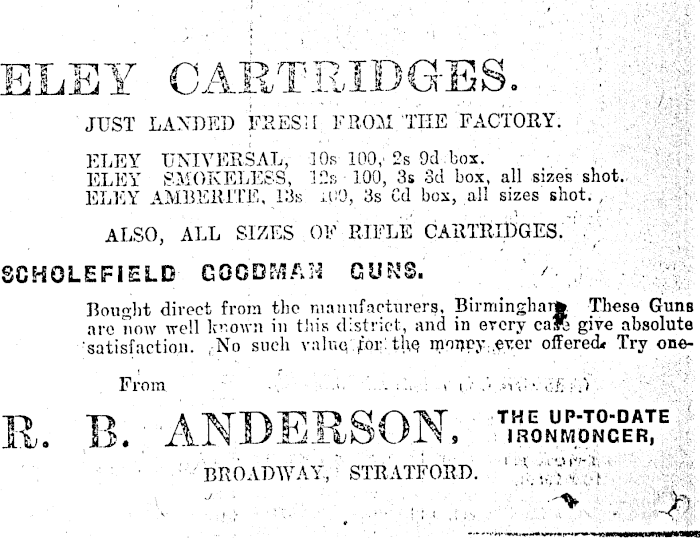 ELEY CARTRIDGES.
JUST LANDED FRESH FROM THE FACTORY.
ELEY UNIVERSAL, 10s 100, 2s 9d box.
ELEY SMOKELESS, 12s 100, 3s 3d box, all sizes shot.
ELEY AMBERITE, 13s 100, 3s 6d box, all sizes shot.
ALSO, ALL SIZES OF RIFLE CARTRIDGES.
SCHOLEFIELD GOODMAN GUNS.
Bought direct from the manufacturers, Birmingham. These Guns
are now well known in this district, and in every case give absolute
satisfaction. No such value for the money ever offered. Try one-
From
R. B. ANDERSON, THE UP-TO-DATE
IRONMONGER,
BROADWAY, STRATFORD.